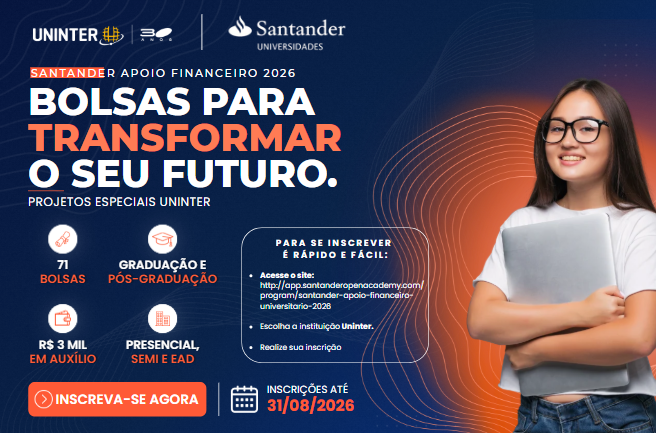 UNINTER
30
ANOS
Santander
UNIVERSIDADES
SANTANDER APOIO FINANCEIRO 2026
BOLSAS PARA
TRANSFORMAR
O SEU FUTURO.
PROJETOS ESPECIAIS UNINTER
71
BOLSAS
GRADUAÇÃO E
PÓS-GRADUAÇÃO
R$ 3 MIL
EM AUXÍLIO
PRESENCIAL,
SEMI E EAD
PARA SE INSCREVER
É RÁPIDO E FÁCIL:
• Acesse o site:
http://app.santanderopenacademy.com/
program/santander-apoio-financeiro-
universitario-2026
• Escolha a instituição Uninter.
• Realize sua inscrição
INSCREVA-SE AGORA
INSCRIÇÕES ATÉ
31/08/2026